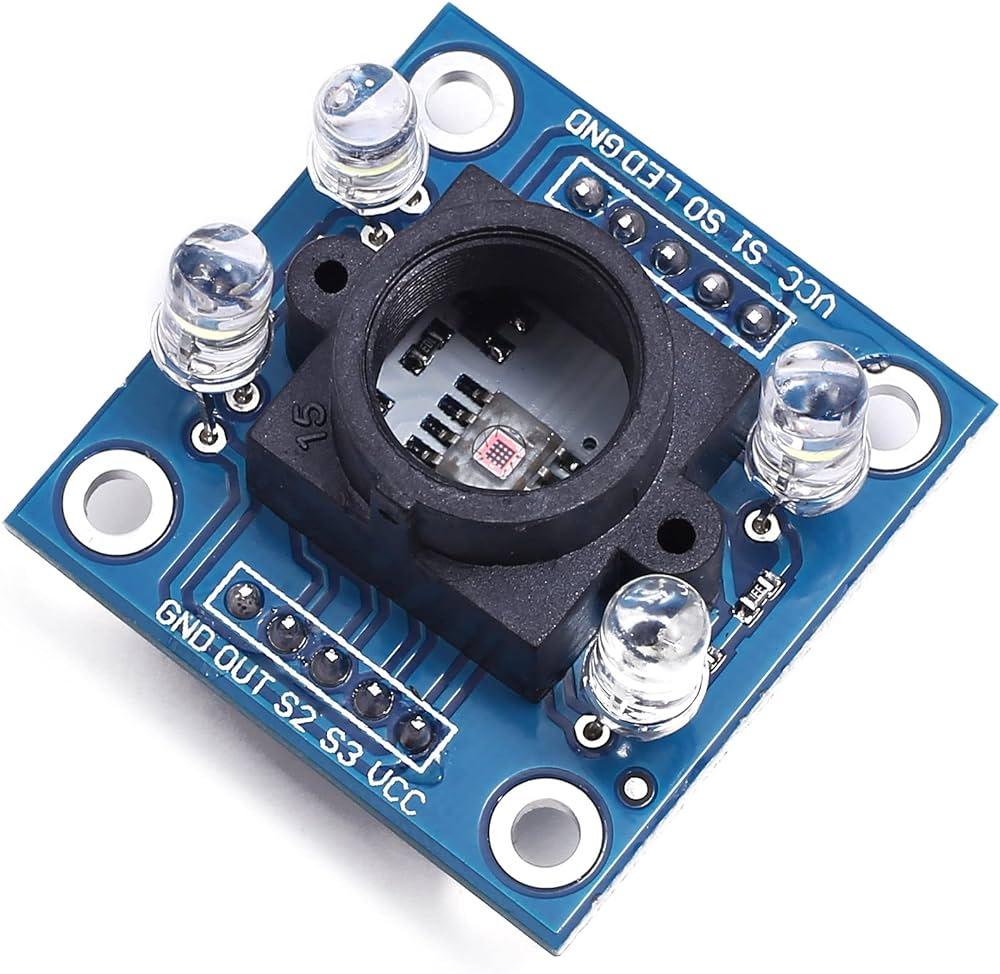 GND LED S0 S1 VCC
15
GND OUT S2 S3 VCC